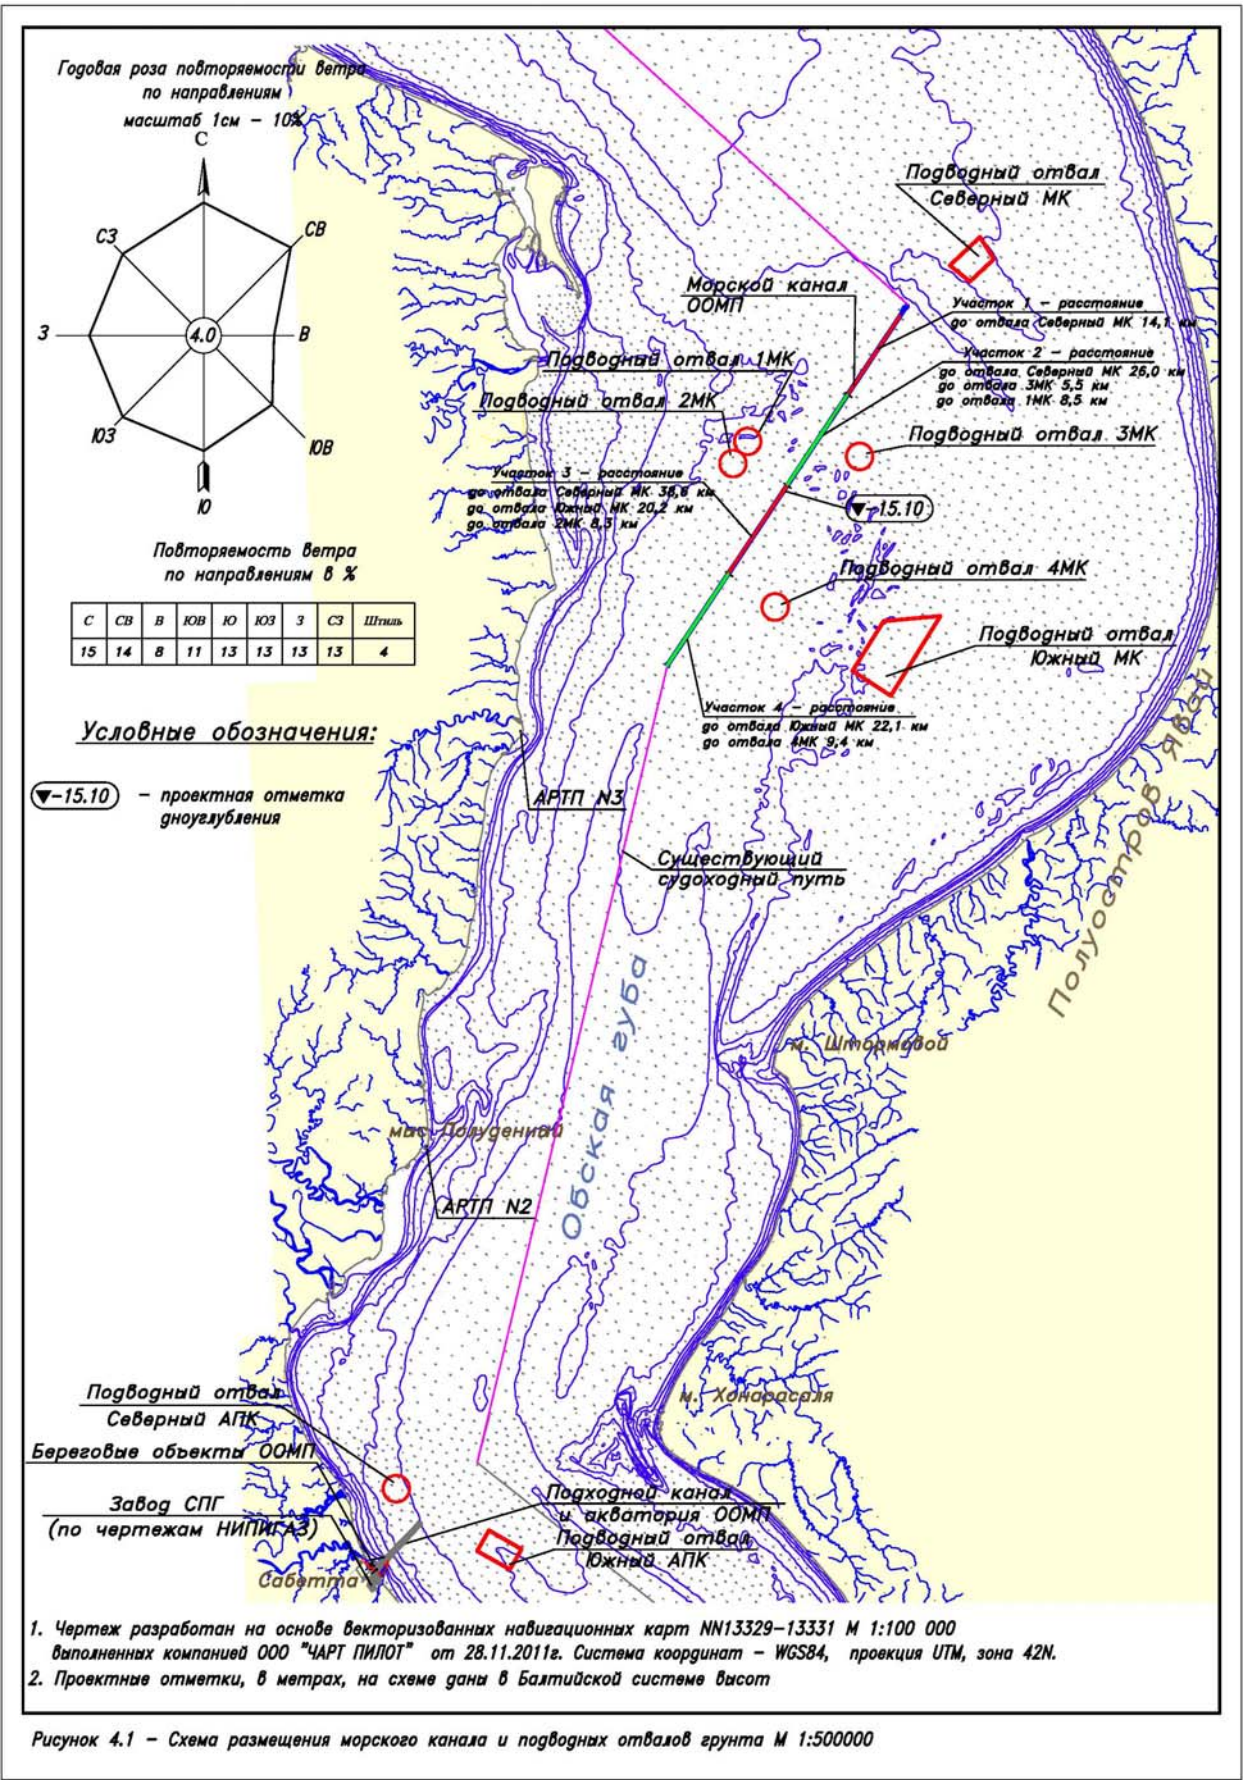 Годовая роза повторяемости ветра
по направлениям
масштаб 1см – 10%
С
СЗ
СВ
З
4.0
В
ЮЗ
ЮВ
Ю
Повторяемость ветра
по направлениям в %
С СВ В ЮВ Ю ЮЗ З СЗ Штиль
15 14 8 11 13 13 13 13 4
Условные обозначения:
▼-15.10 – проектная отметка
дноуглубления
Подводный отвал
Северный МК
Морской канал
ООМП
Участок 1 – расстояние
до отвала Северный МК 14,1 км
Участок 2 – расстояние
до отвала Северный МК 26,0 км
до отвала 3МК 5,5 км
до отвала 1МК 8,5 км
Подводный отвал 1МК
Подводный отвал 2МК
Подводный отвал 3МК
Участок 3 – расстояние
до отвала Северный МК 38,6 км
до отвала Южный МК 20,2 км
до отвала 2МК 8,3 км
▼-15.10
Подводный отвал 4МК
Подводный отвал
Южный МК
Участок 4 – расстояние
до отвала Южный МК 22,1 км
до отвала 4МК 9,4 км
Полуостров Явай
АРТП N3
Существующий
судоходный путь
Обская губа
м. Штормовой
мыс Полуденный
АРТП N2
м. Хонарасаля
Подводный отвал
Северный АПК
Береговые объекты ООМП
Завод СПГ
(по чертежам НИПИГАЗ)
Сабетта
Подходной канал
и акватория ООМП
Подводный отвал
Южный АПК
1. Чертеж разработан на основе векторизованных навигационных карт NN13329–13331 М 1:100 000
выполненных компанией ООО "ЧАРТ ПИЛОТ" от 28.11.2011г. Система координат – WGS84, проекция UTM, зона 42N.
2. Проектные отметки, в метрах, на схеме даны в Балтийской системе высот
Рисунок 4.1 – Схема размещения морского канала и подводных отвалов грунта М 1:500000